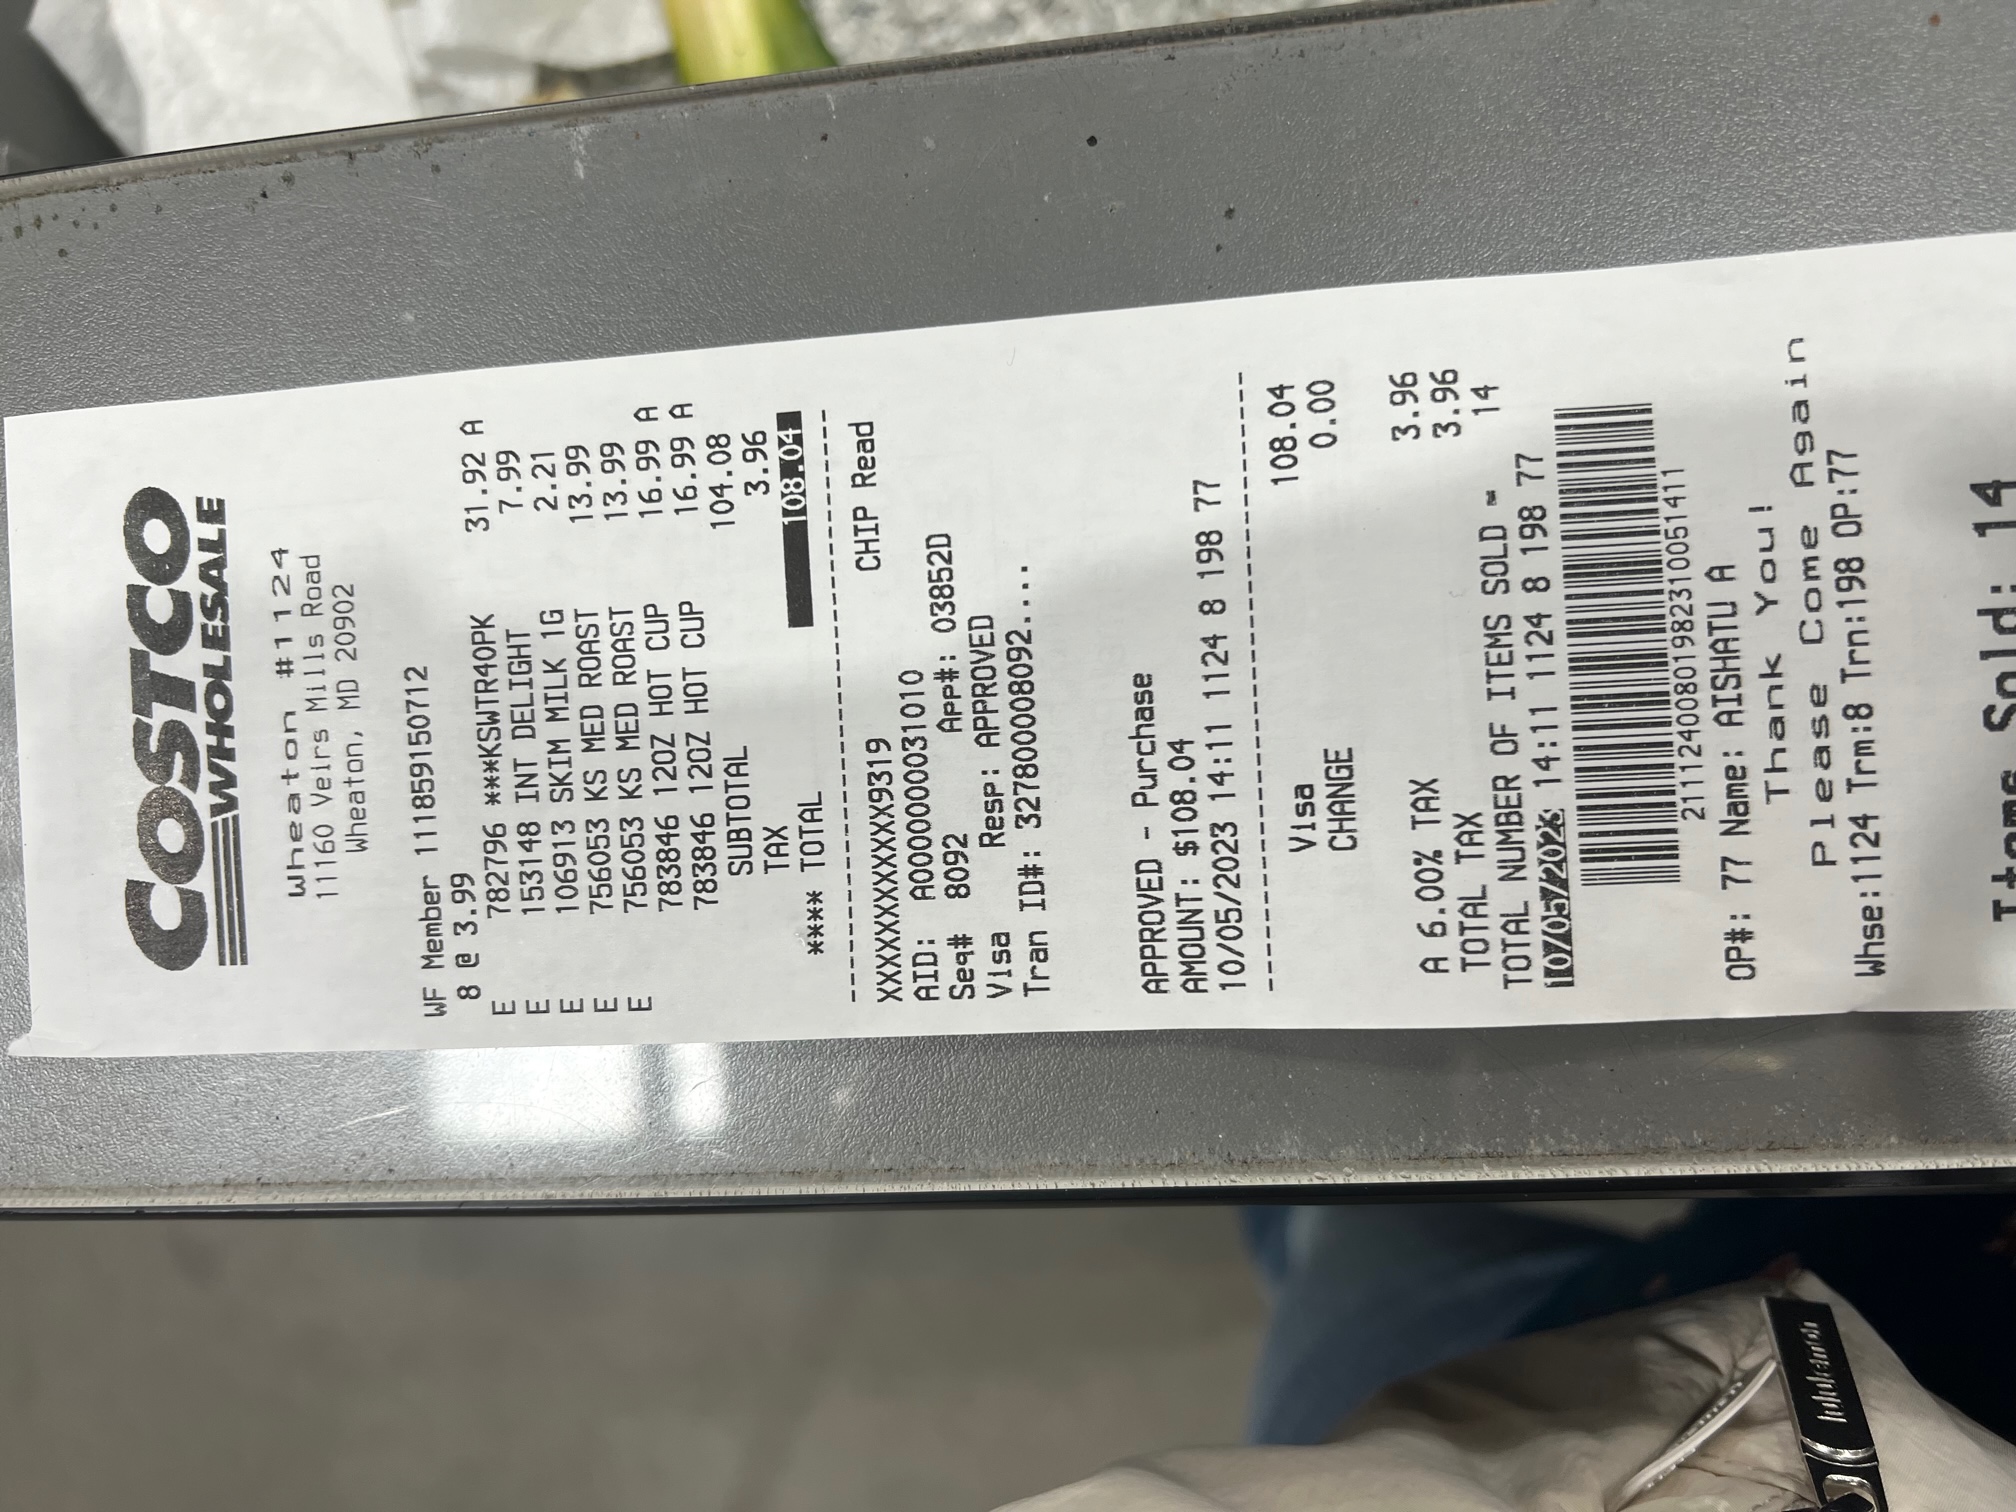 COSTCO
WHOLESALE
Wheaton #1124
11160 Veirs Mills Road
Wheaton, MD 20902
WF Member 111859150712
8 @ 3.99
E 782796 ***KSWTR40PK 31.92 A
E 153148 INT DELIGHT 7.99
E 106913 SKIM MILK 1G 2.21
E 756053 KS MED ROAST 13.99
E 756053 KS MED ROAST 13.99
783846 12OZ HOT CUP 16.99 A
783846 12OZ HOT CUP 16.99 A
SUBTOTAL 104.08
TAX 3.96
**** TOTAL 108.04
XXXXXXXXXXXX9319 CHIP Read
AID: A0000000031010
Seq# 8092 App#: 03852D
Visa Resp: APPROVED
Tran ID#: 327800008092....
APPROVED - Purchase
AMOUNT: $108.04
10/05/2023 14:11 1124 8 198 77
Visa 108.04
CHANGE 0.00
A 6.00% TAX 3.96
TOTAL TAX 3.96
TOTAL NUMBER OF ITEMS SOLD = 14
10/05/2023 14:11 1124 8 198 77
21112400801982310051411
OP#: 77 Name: AISHATU A
Thank You!
Please Come Again
Whse:1124 Trm:8 Trn:198 OP:77
Items Sold: 14
lululemon